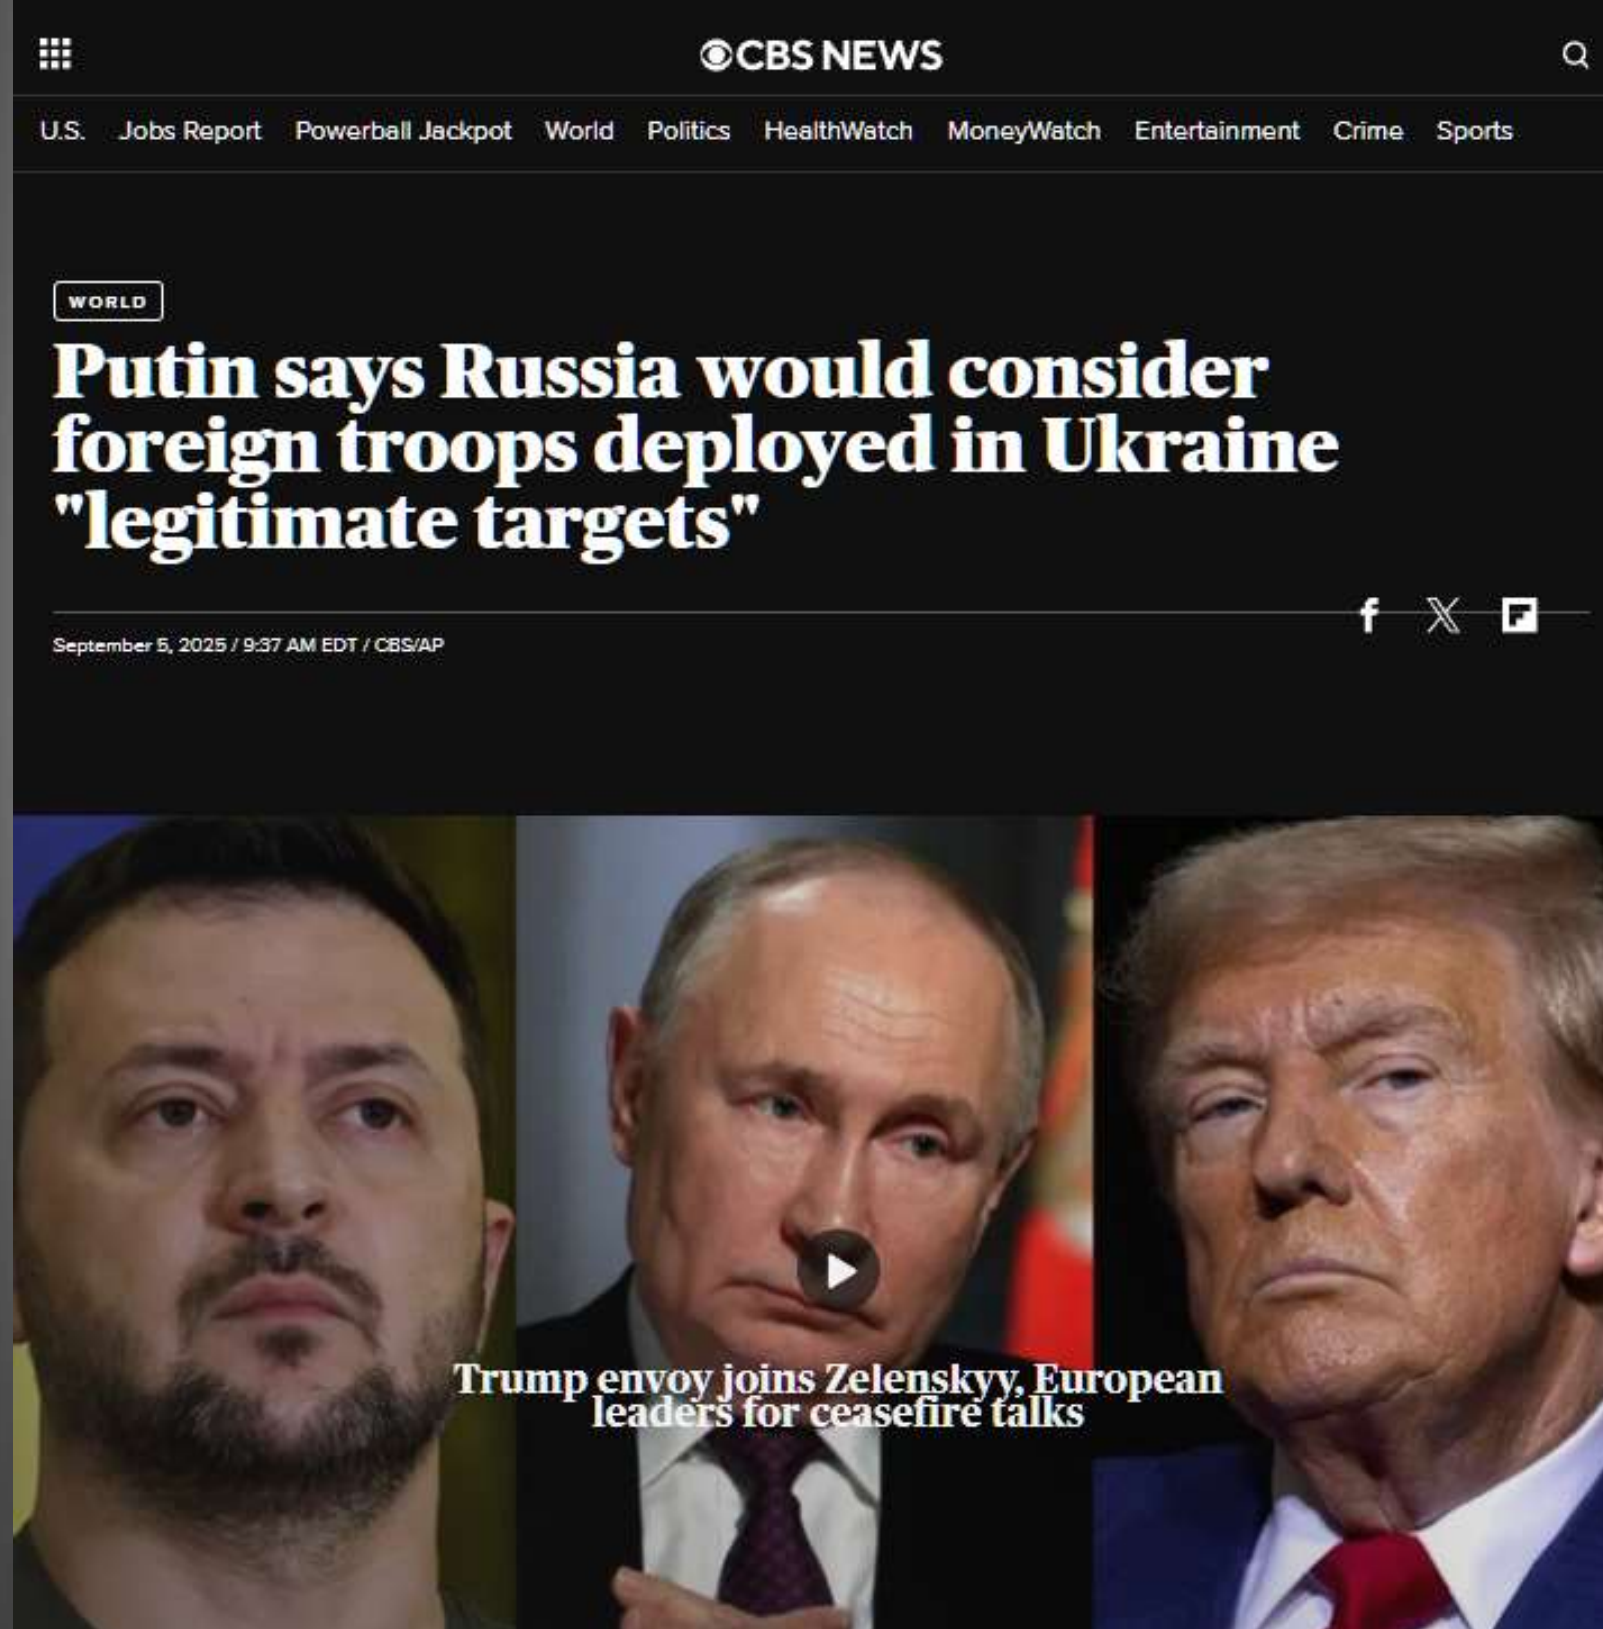 CBS NEWS
U.S. Jobs Report Powerball Jackpot World Politics HealthWatch MoneyWatch Entertainment Crime Sports
WORLD
Putin says Russia would consider
foreign troops deployed in Ukraine
"legitimate targets"
September 5, 2025 / 9:37 AM EDT / CBS/AP
Trump envoy joins Zelenskyy, European
leaders for ceasefire talks